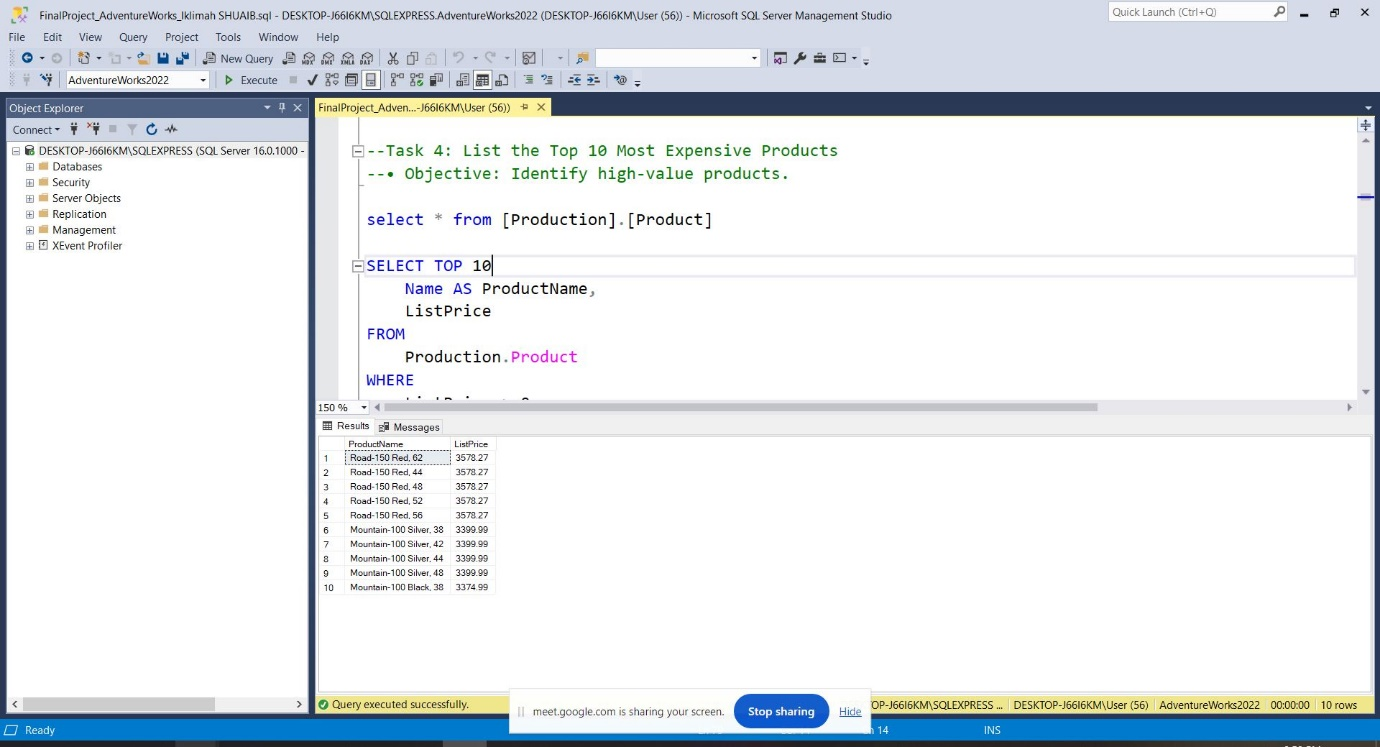 FinalProject_AdventureWorks_Iklimah SHUAIB.sql - DESKTOP-J66I6KM\SQLEXPRESS.AdventureWorks2022 (DESKTOP-J66I6KM\User (56)) - Microsoft SQL Server Management Studio
Quick Launch (Ctrl+Q)
File Edit View Query Project Tools Window Help
New Query
AdventureWorks2022
Execute
Object Explorer
FinalProject_Adven...-J66I6KM\User (56))
Connect
DESKTOP-J66I6KM\SQLEXPRESS (SQL Server 16.0.1000 -
Databases
Security
Server Objects
Replication
Management
XEvent Profiler
--Task 4: List the Top 10 Most Expensive Products
--• Objective: Identify high-value products.
select * from [Production].[Product]
SELECT TOP 10
Name AS ProductName,
ListPrice
FROM
Production.Product
WHERE
150 %
Results Messages
ProductName ListPrice
1 Road-150 Red, 62 3578.27
2 Road-150 Red, 44 3578.27
3 Road-150 Red, 48 3578.27
4 Road-150 Red, 52 3578.27
5 Road-150 Red, 56 3578.27
6 Mountain-100 Silver, 38 3399.99
7 Mountain-100 Silver, 42 3399.99
8 Mountain-100 Silver, 44 3399.99
9 Mountain-100 Silver, 48 3399.99
10 Mountain-100 Black, 38 3374.99
Query executed successfully.
OP-J66I6KM\SQLEXPRESS ... DESKTOP-J66I6KM\User (56) AdventureWorks2022 00:00:00 10 rows
meet.google.com is sharing your screen. Stop sharing Hide
Ready
14 INS